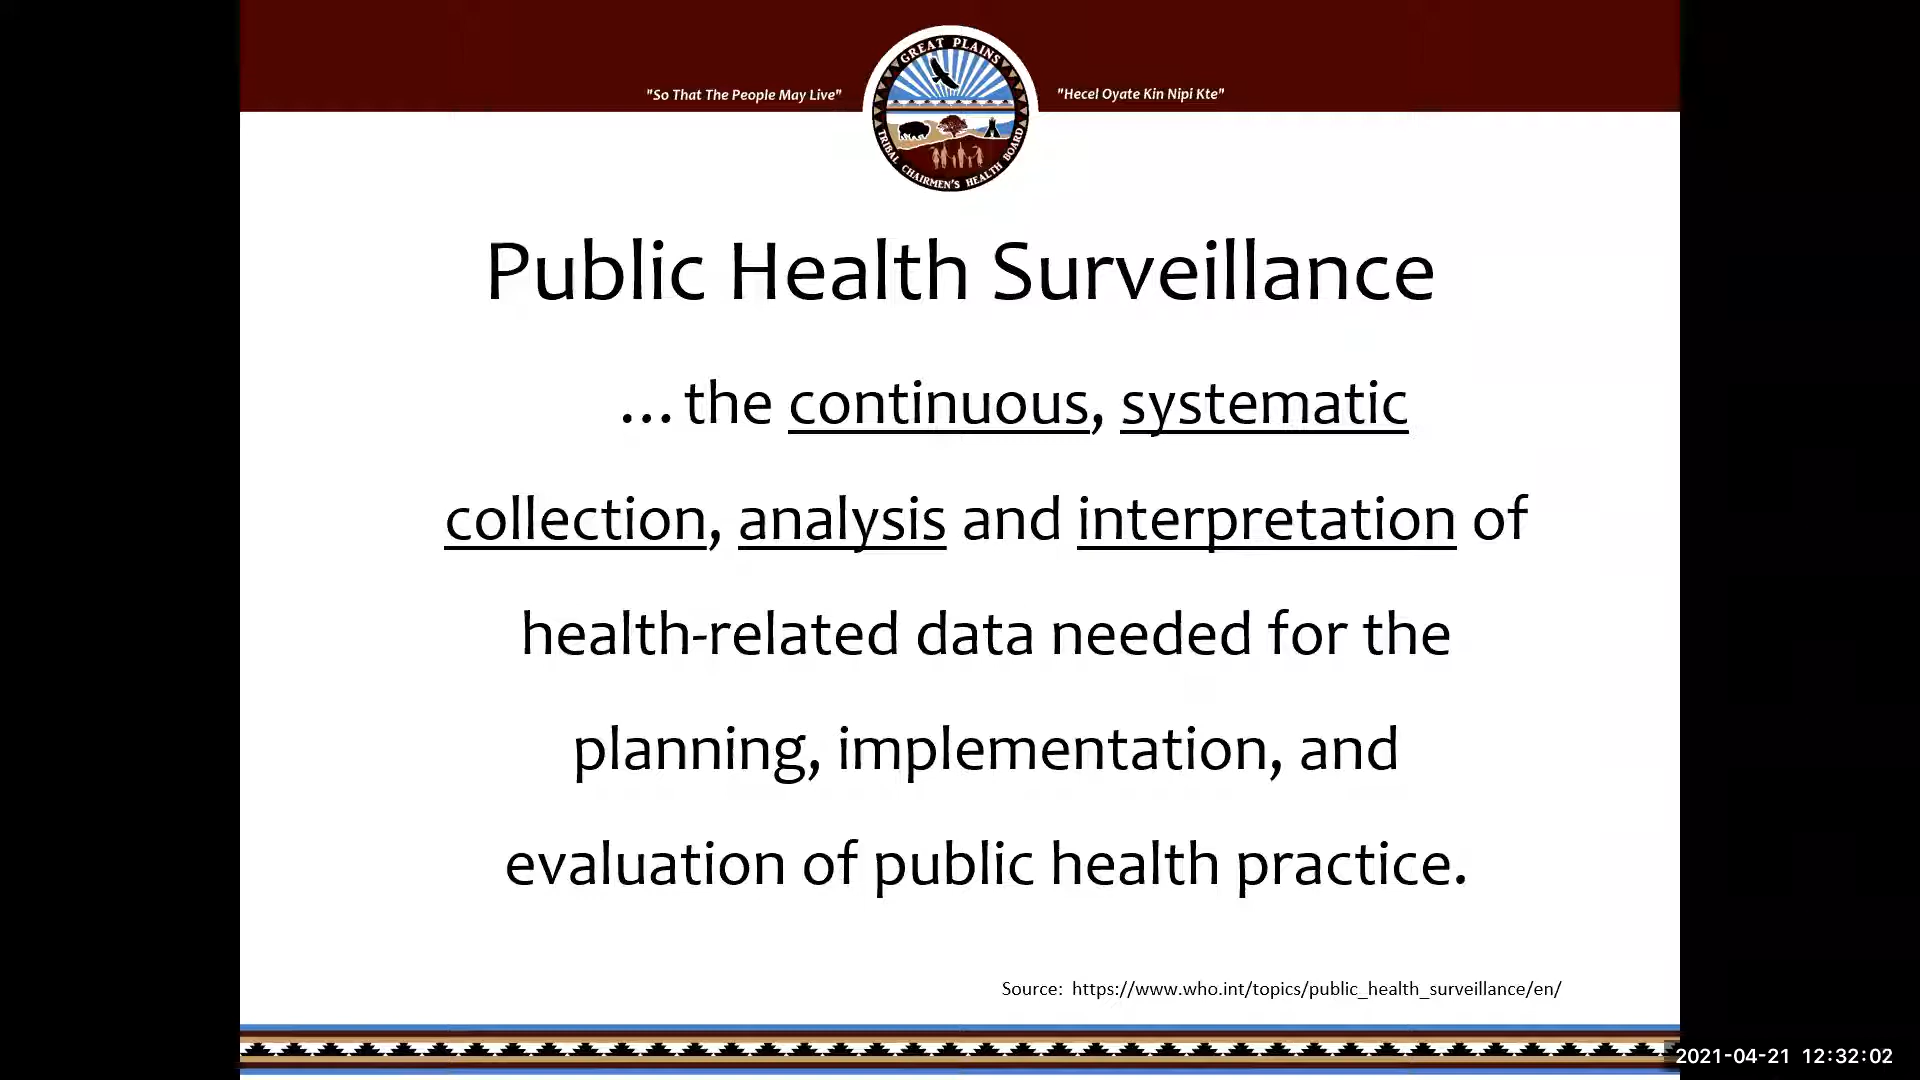 "So That The People May Live"
GREAT PLAINS
TRIBAL CHAIRMEN'S HEALTH BOARD
"Hecel Oyate Kin Nipi Kte"
Public Health Surveillance
…the continuous, systematic
collection, analysis and interpretation of
health-related data needed for the
planning, implementation, and
evaluation of public health practice.
Source: https://www.who.int/topics/public_health_surveillance/en/
2021-04-21 12:32:02